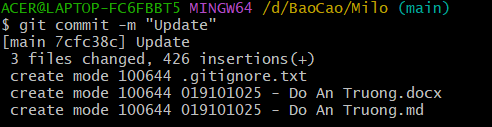 ACER@LAPTOP-FC6FBBT5 MINGW64 /d/BaoCao/Milo (main)
$ git commit -m "Update"
[main 7cfc38c] Update
 3 files changed, 426 insertions(+)
 create mode 100644 .gitignore.txt
 create mode 100644 019101025 - Do An Truong.docx
 create mode 100644 019101025 - Do An Truong.md